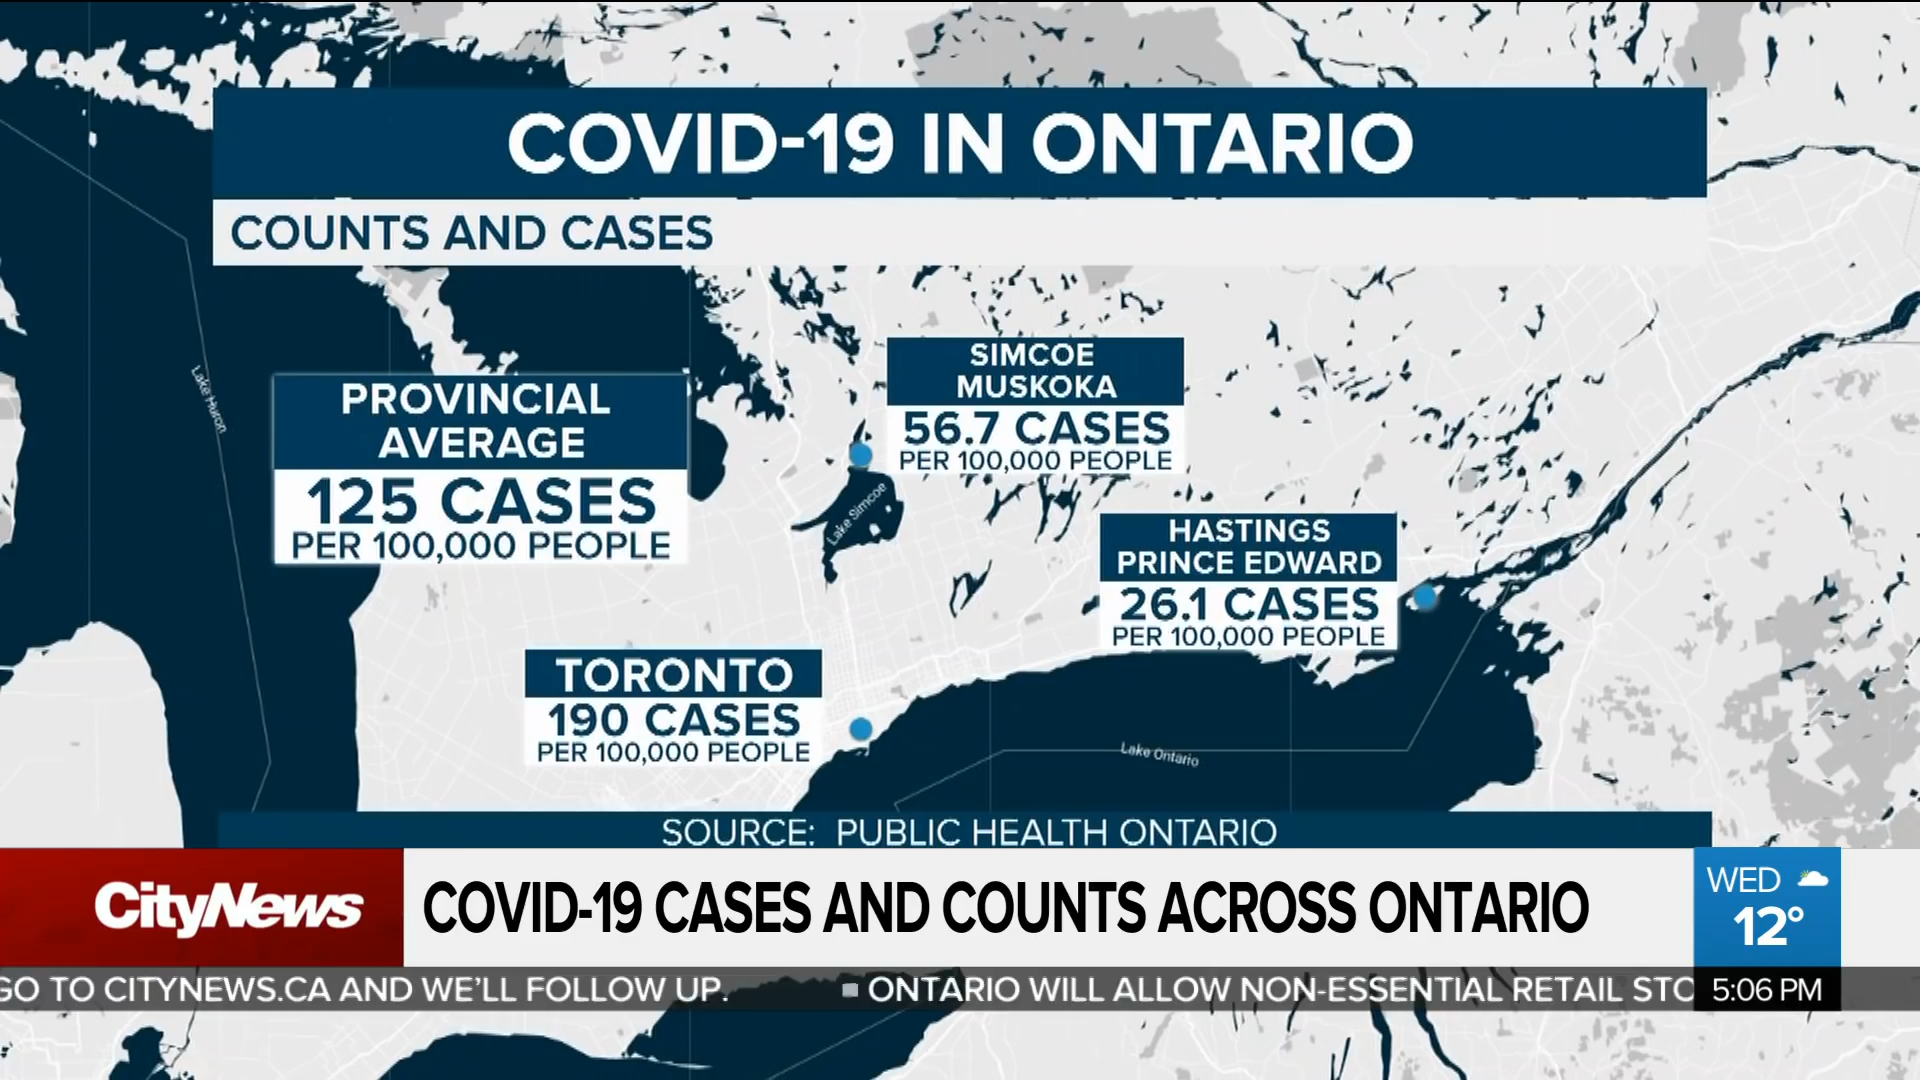 COVID-19 IN ONTARIO
COUNTS AND CASES
Lake Huron
PROVINCIAL
AVERAGE
125 CASES
PER 100,000 PEOPLE
SIMCOE
MUSKOKA
56.7 CASES
PER 100,000 PEOPLE
Lake Simcoe
HASTINGS
PRINCE EDWARD
26.1 CASES
PER 100,000 PEOPLE
TORONTO
190 CASES
PER 100,000 PEOPLE
Lake Ontario
SOURCE: PUBLIC HEALTH ONTARIO
CityNews
COVID-19 CASES AND COUNTS ACROSS ONTARIO
WED
12°
GO TO CITYNEWS.CA AND WE'LL FOLLOW UP.
ONTARIO WILL ALLOW NON-ESSENTIAL RETAIL STO
5:06 PM